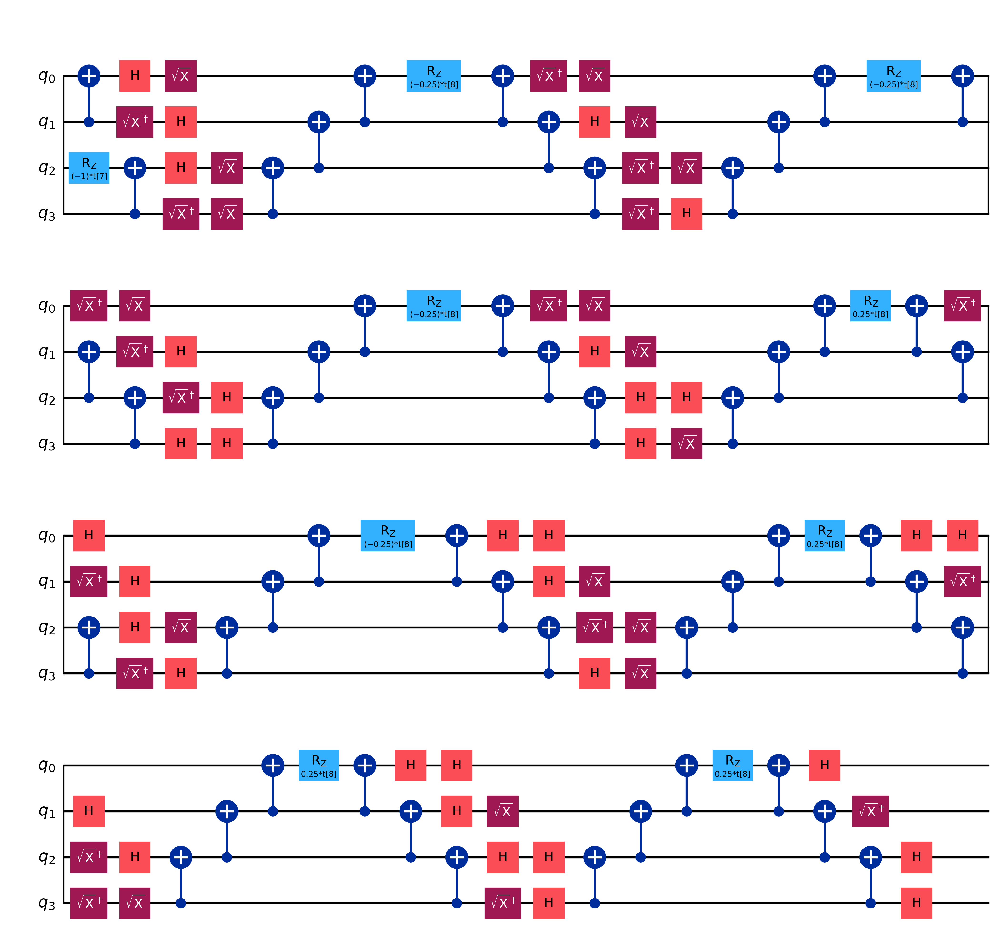 q0 H √X RZ (−0.25)*t[8] √X† √X RZ (−0.25)*t[8]
q1 √X† H H √X
q2 RZ (−1)*t[7] H √X √X† √X
q3 √X† √X √X† H
q0 √X† √X RZ (−0.25)*t[8] √X† √X RZ 0.25*t[8] √X†
q1 √X† H H √X
q2 √X† H H H
q3 H H H √X
q0 H RZ (−0.25)*t[8] H H RZ 0.25*t[8] H H
q1 √X† H H √X √X†
q2 H √X √X† √X
q3 √X† H H √X
q0 RZ 0.25*t[8] H H RZ 0.25*t[8] H
q1 H H √X √X†
q2 √X† H H H H
q3 √X† √X √X† H H